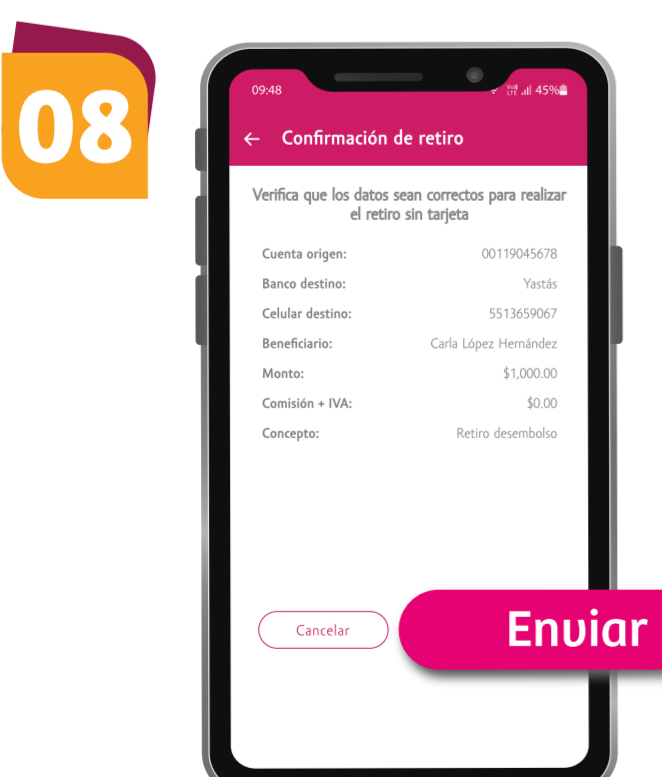 08
09:48
Vo)) LTE 45%
← Confirmación de retiro
Verifica que los datos sean correctos para realizar
el retiro sin tarjeta
Cuenta origen: 00119045678
Banco destino: Yastás
Celular destino: 5513659067
Beneficiario: Carla López Hernández
Monto: $1,000.00
Comisión + IVA: $0.00
Concepto: Retiro desembolso
Cancelar
Enviar